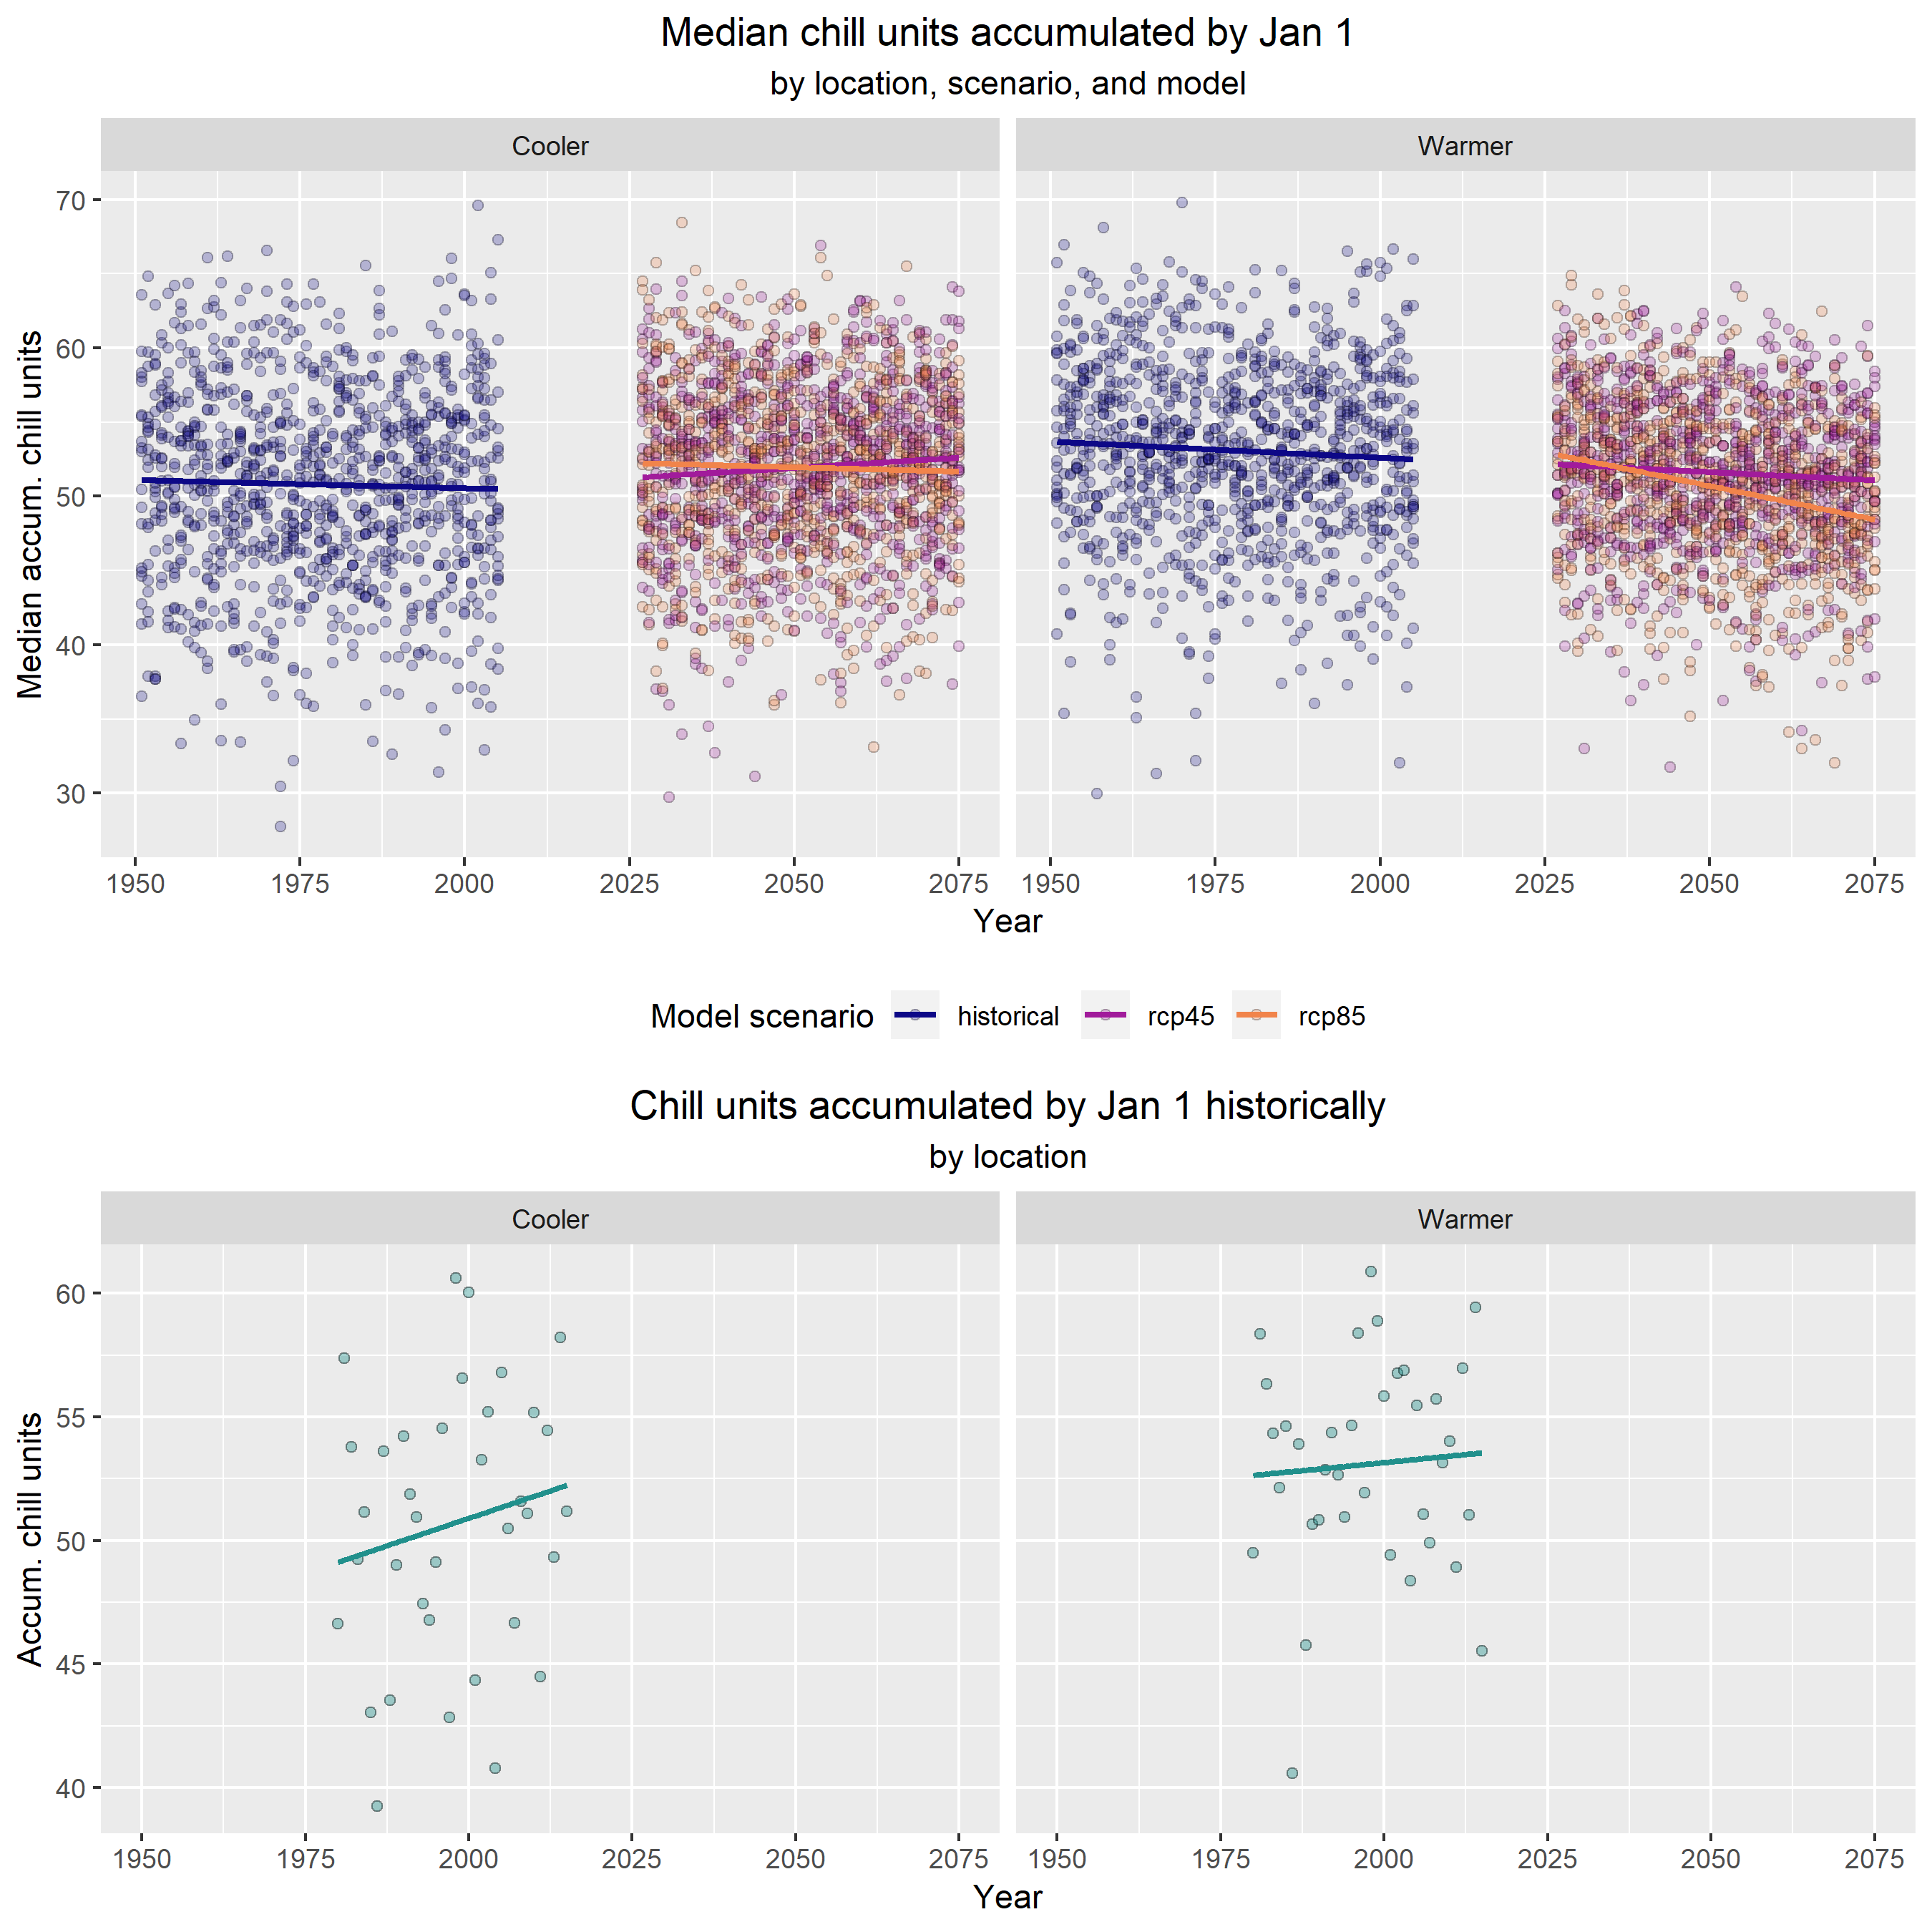 Median chill units accumulated by Jan 1
by location, scenario, and model
Cooler
Warmer
Median accum. chill units
70
60
50
40
30
1950 1975 2000 2025 2050 2075
1950 1975 2000 2025 2050 2075
Year
Model scenario historical rcp45 rcp85
Chill units accumulated by Jan 1 historically
by location
Cooler
Warmer
Accum. chill units
60
55
50
45
40
1950 1975 2000 2025 2050 2075
1950 1975 2000 2025 2050 2075
Year